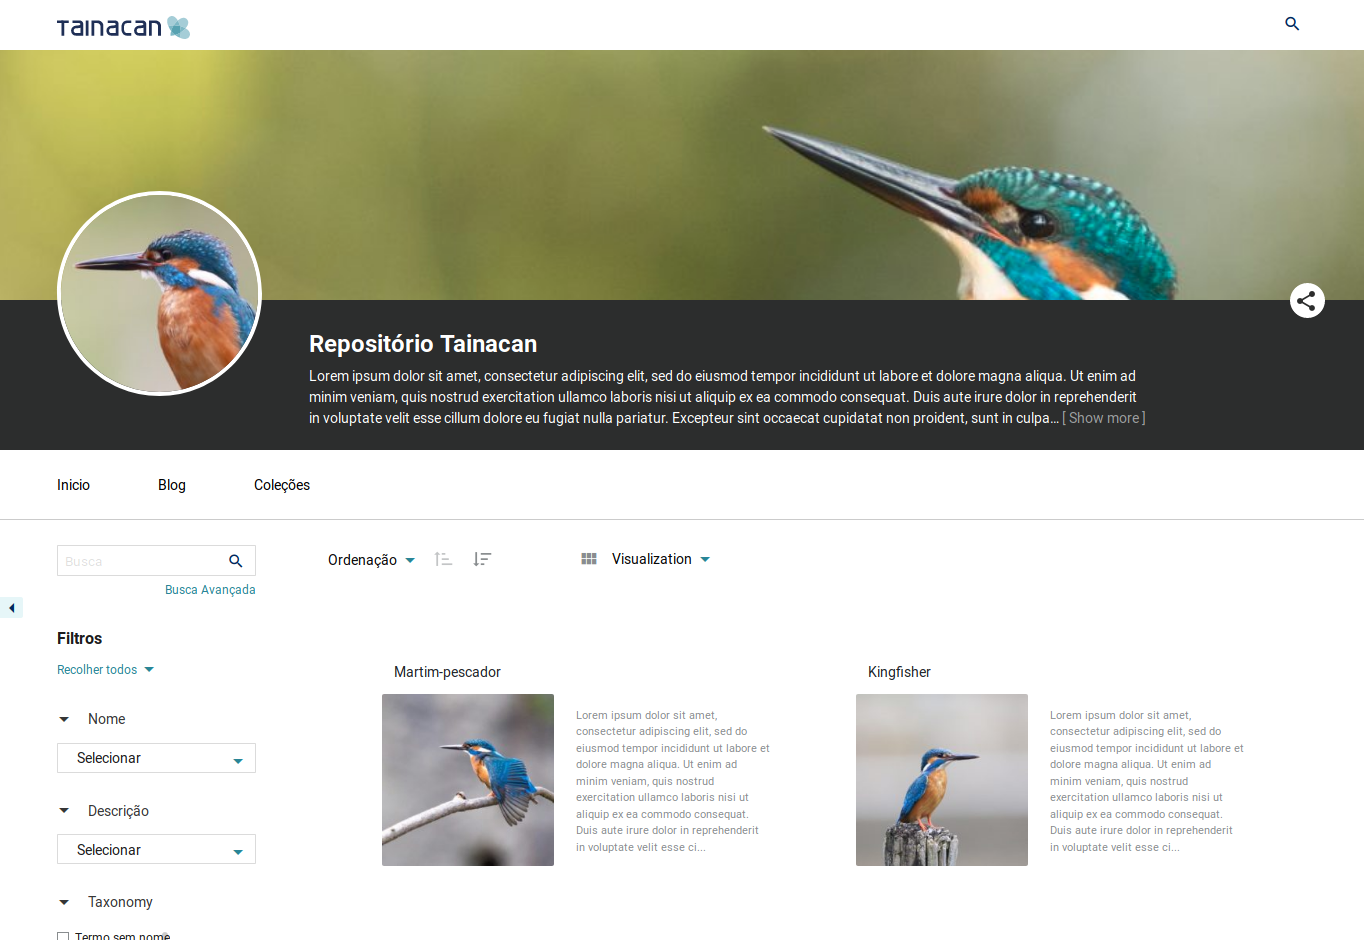 Tainacan
Repositório Tainacan
Lorem ipsum dolor sit amet, consectetur adipiscing elit, sed do eiusmod tempor incididunt ut labore et dolore magna aliqua. Ut enim ad
minim veniam, quis nostrud exercitation ullamco laboris nisi ut aliquip ex ea commodo consequat. Duis aute irure dolor in reprehenderit
in voluptate velit esse cillum dolore eu fugiat nulla pariatur. Excepteur sint occaecat cupidatat non proident, sunt in culpa... [ Show more ]
Inicio Blog Coleções
Busca
Busca Avançada
Ordenação Visualization
Filtros
Recolher todos
Nome
Selecionar
Descrição
Selecionar
Taxonomy
Termo sem nome
Martim-pescador
Lorem ipsum dolor sit amet,
consectetur adipiscing elit, sed do
eiusmod tempor incididunt ut labore et
dolore magna aliqua. Ut enim ad
minim veniam, quis nostrud
exercitation ullamco laboris nisi ut
aliquip ex ea commodo consequat.
Duis aute irure dolor in reprehenderit
in voluptate velit esse ci...
Kingfisher
Lorem ipsum dolor sit amet,
consectetur adipiscing elit, sed do
eiusmod tempor incididunt ut labore et
dolore magna aliqua. Ut enim ad
minim veniam, quis nostrud
exercitation ullamco laboris nisi ut
aliquip ex ea commodo consequat.
Duis aute irure dolor in reprehenderit
in voluptate velit esse ci...